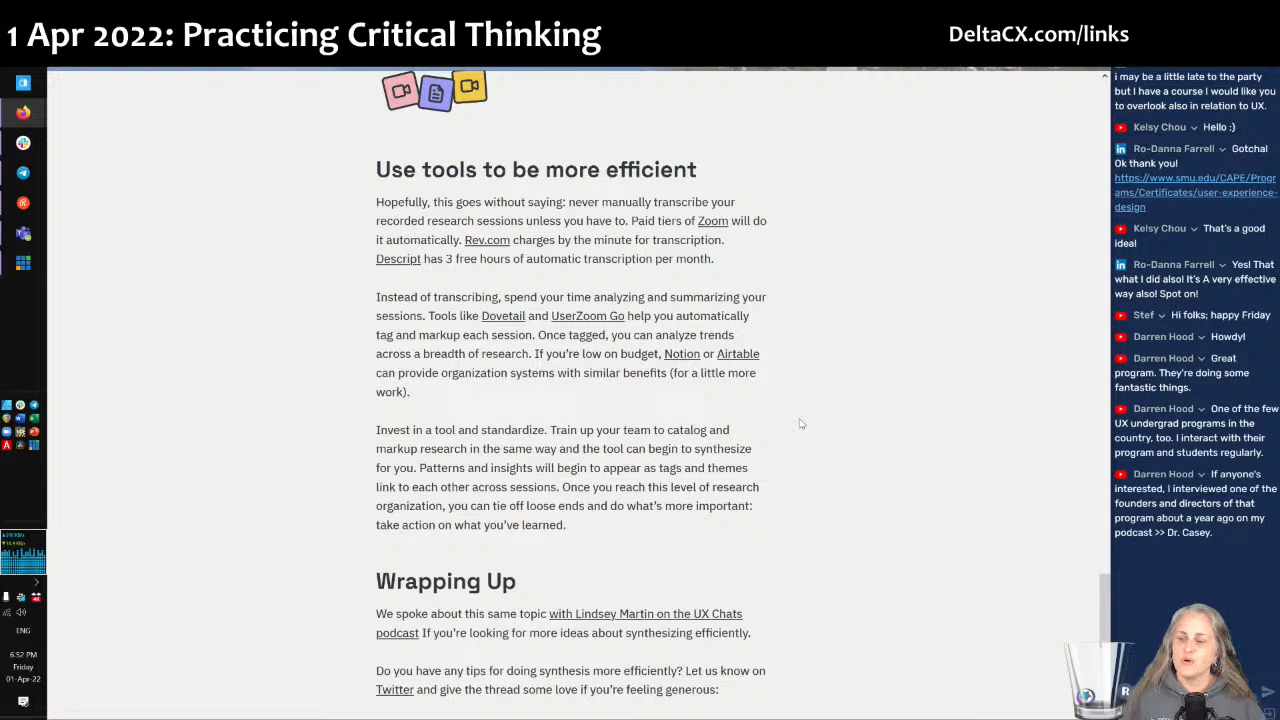 1 Apr 2022: Practicing Critical Thinking
DeltaCX.com/links
Use tools to be more efficient
Hopefully, this goes without saying: never manually transcribe your
recorded research sessions unless you have to. Paid tiers of Zoom will do
it automatically. Rev.com charges by the minute for transcription.
Descript has 3 free hours of automatic transcription per month.
Instead of transcribing, spend your time analyzing and summarizing your
sessions. Tools like Dovetail and UserZoom Go help you automatically
tag and markup each session. Once tagged, you can analyze trends
across a breadth of research. If you're low on budget, Notion or Airtable
can provide organization systems with similar benefits (for a little more
work).
Invest in a tool and standardize. Train up your team to catalog and
markup research in the same way and the tool can begin to synthesize
for you. Patterns and insights will begin to appear as tags and themes
link to each other across sessions. Once you reach this level of research
organization, you can tie off loose ends and do what's more important:
take action on what you've learned.
Wrapping Up
We spoke about this same topic with Lindsey Martin on the UX Chats
podcast If you're looking for more ideas about synthesizing efficiently.
Do you have any tips for doing synthesis more efficiently? Let us know on
Twitter and give the thread some love if you're feeling generous:
i may be a little late to the party
but I have a course I would like you
to overlook also in relation to UX.
Kelsy Chou Hello :)
Ro-Danna Farrell Gotcha!
Ok thank you!
https://www.smu.edu/CAPE/Progr
ams/Certificates/user-experience-
design
Kelsy Chou That's a good
idea!
Ro-Danna Farrell Yes! That
what I did also! It's A very effective
way also! Spot on!
Stef Hi folks; happy Friday
Darren Hood Howdy!
Darren Hood Great
program. They're doing some
fantastic things.
Darren Hood One of the few
UX undergrad programs in the
country, too. I interact with their
program and students regularly.
Darren Hood If anyone's
interested, I interviewed one of the
founders and directors of that
program about a year ago on my
podcast >> Dr. Casey.
ENG
6:52 PM
Friday
01-Apr-22